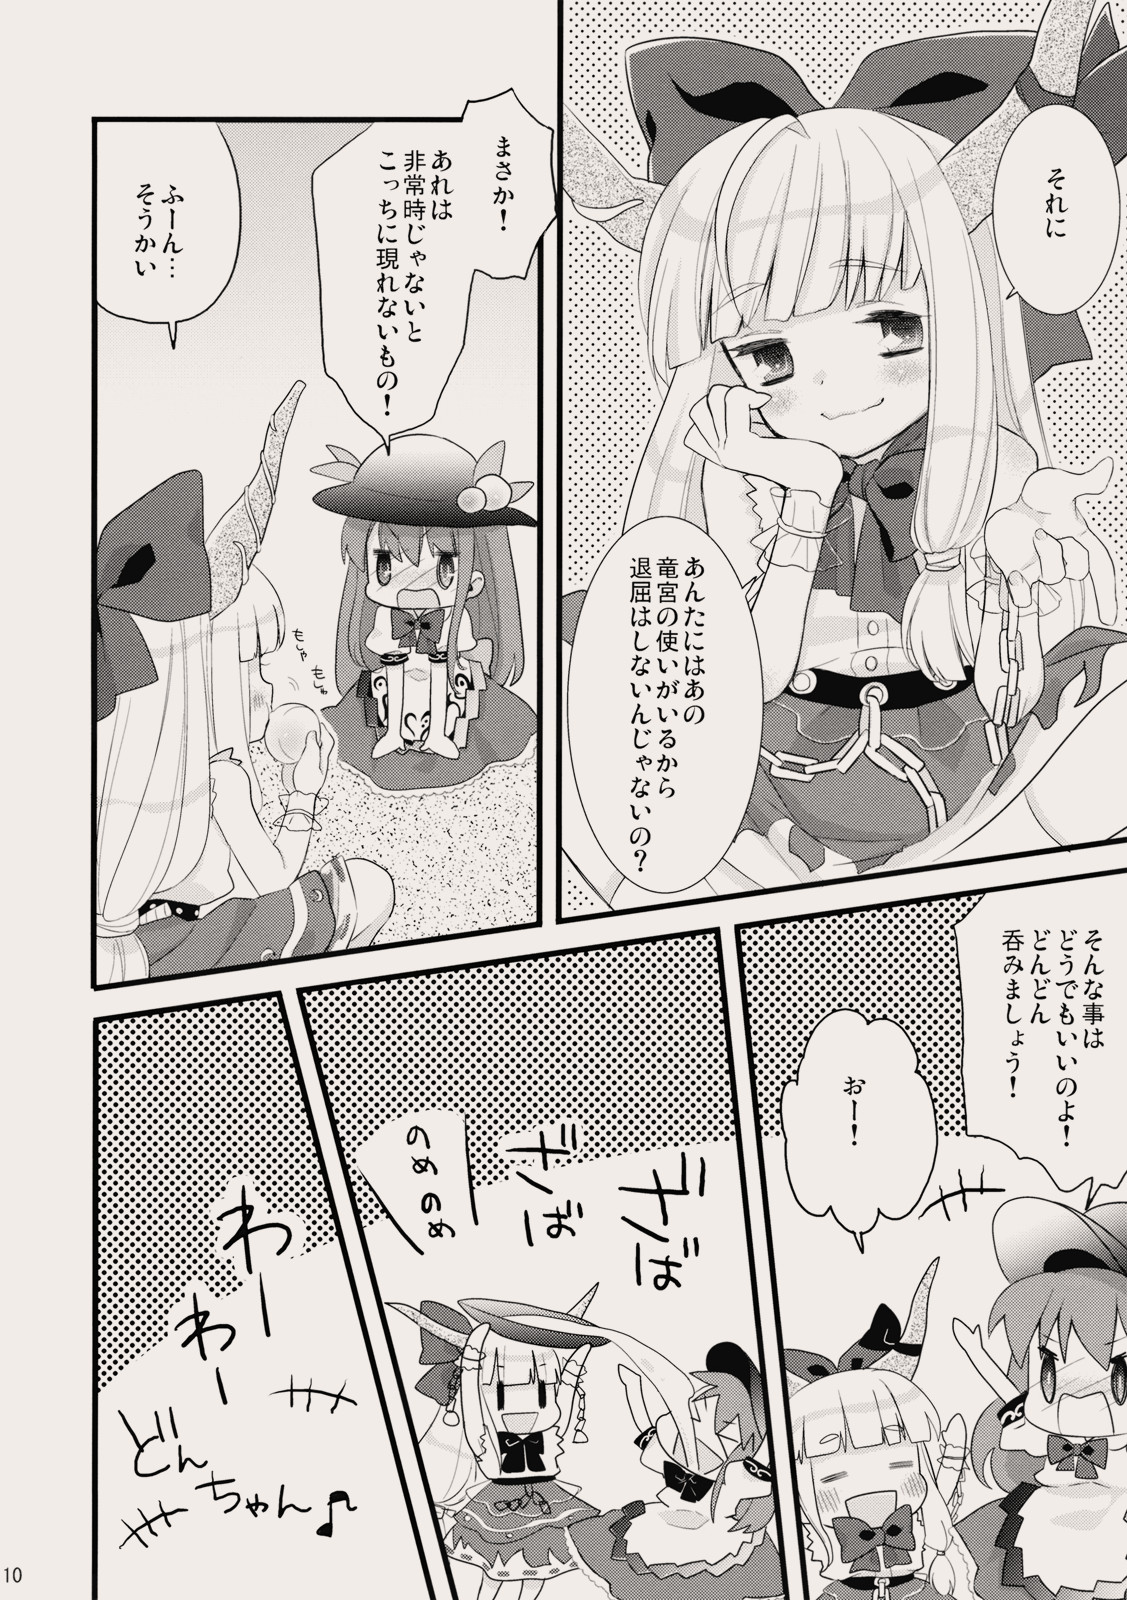 それに
あんたにはあの
竜宮の使いがいるから
退屈はしないんじゃないの？
まさか！
あれは
非常時じゃないと
こっちに現れないもの！
ふーん…
そうかい
もしゃ
もしゃ
そんな事は
どうでもいいのよ！
どんどん
呑みましょう！
おー！
ざば
ざば
のめのめ
わー
わー
どん
ちゃん♪
10